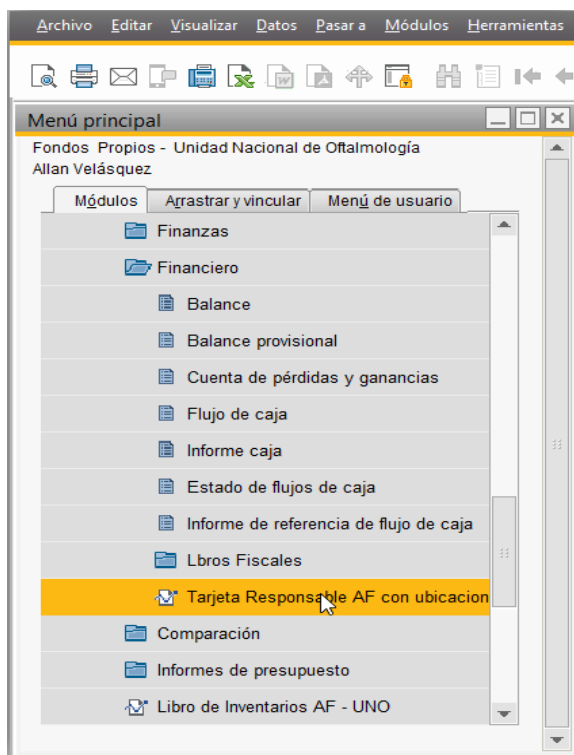 Archivo Editar Visualizar Datos Pasar a Módulos Herramientas
Menú principal
Fondos Propios - Unidad Nacional de Oftalmología
Allan Velásquez
Módulos Arrastrar y vincular Menú de usuario
Finanzas
Financiero
Balance
Balance provisional
Cuenta de pérdidas y ganancias
Flujo de caja
Informe caja
Estado de flujos de caja
Informe de referencia de flujo de caja
Lbros Fiscales
Tarjeta Responsable AF con ubicacion
Comparación
Informes de presupuesto
Libro de Inventarios AF - UNO